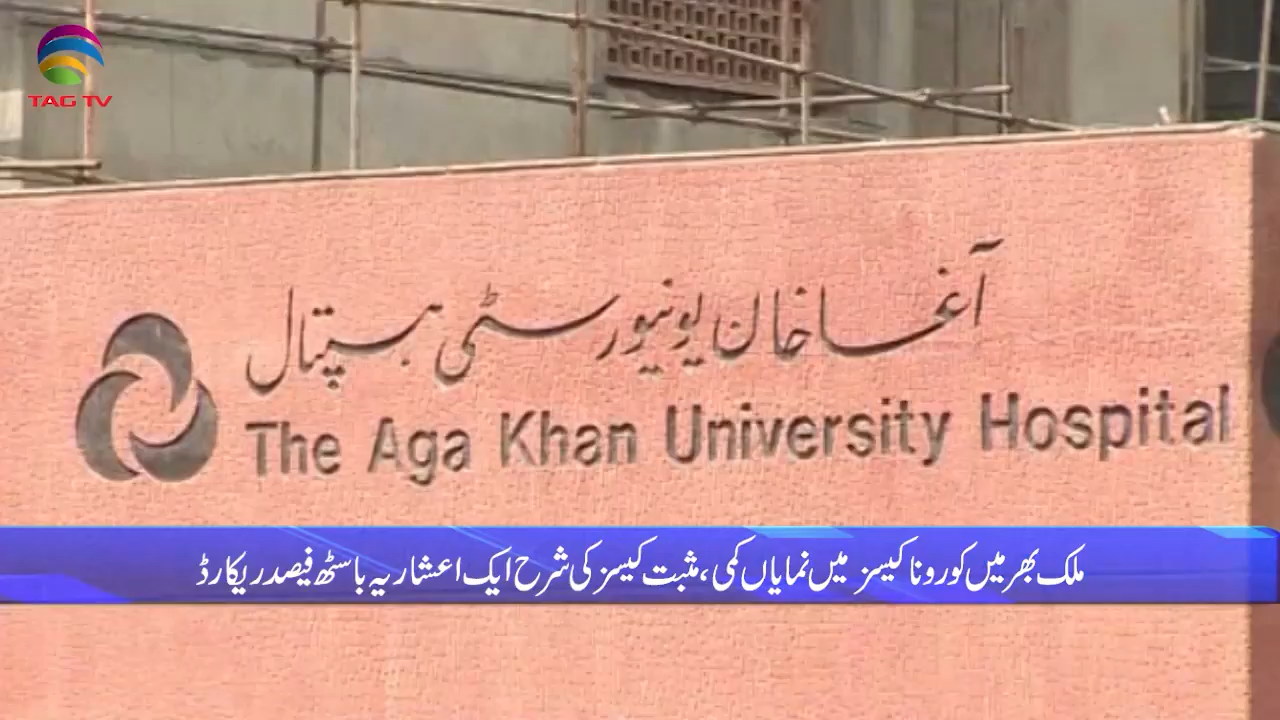 TAG TV
آغا خان یونیورسٹی ہسپتال
The Aga Khan University Hospital
ملک بھر میں کورونا کیسز میں نمایاں کمی، مثبت کیسز کی شرح ایک اعشاریہ باسٹھ فیصد ریکارڈ